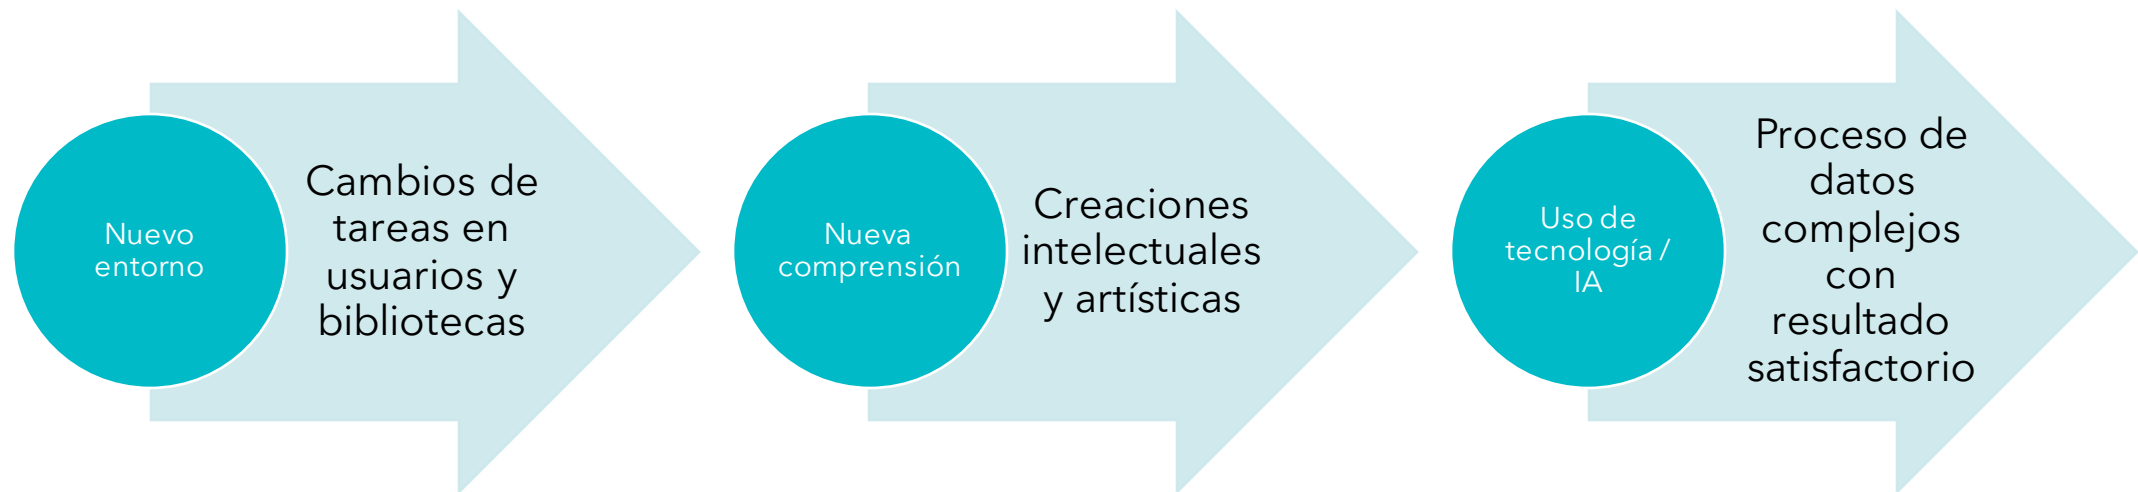 Nuevo
entorno
Cambios de
tareas en
usuarios y
bibliotecas
Nueva
comprensión
Creaciones
intelectuales
y artísticas
Uso de
tecnología /
IA
Proceso de
datos
complejos
con
resultado
satisfactorio